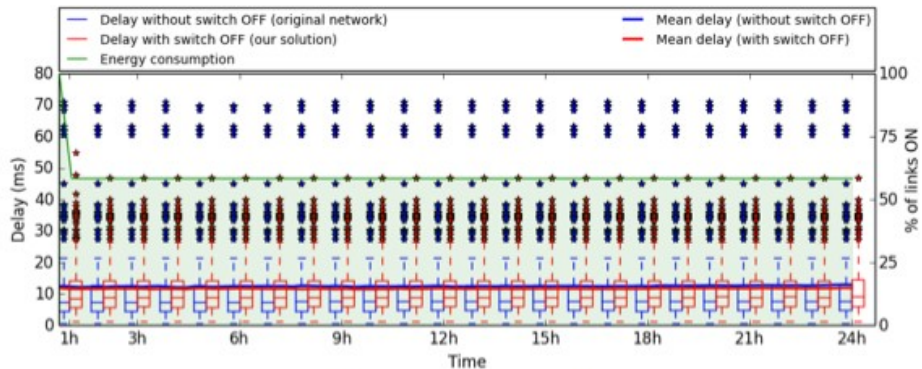 Delay without switch OFF (original network)
Delay with switch OFF (our solution)
Energy consumption
Mean delay (without switch OFF)
Mean delay (with switch OFF)
80
70
60
50
40
30
20
10
0
Delay (ms)
100
75
50
25
0
% of links ON
1h 3h 6h 9h 12h 15h 18h 21h 24h
Time